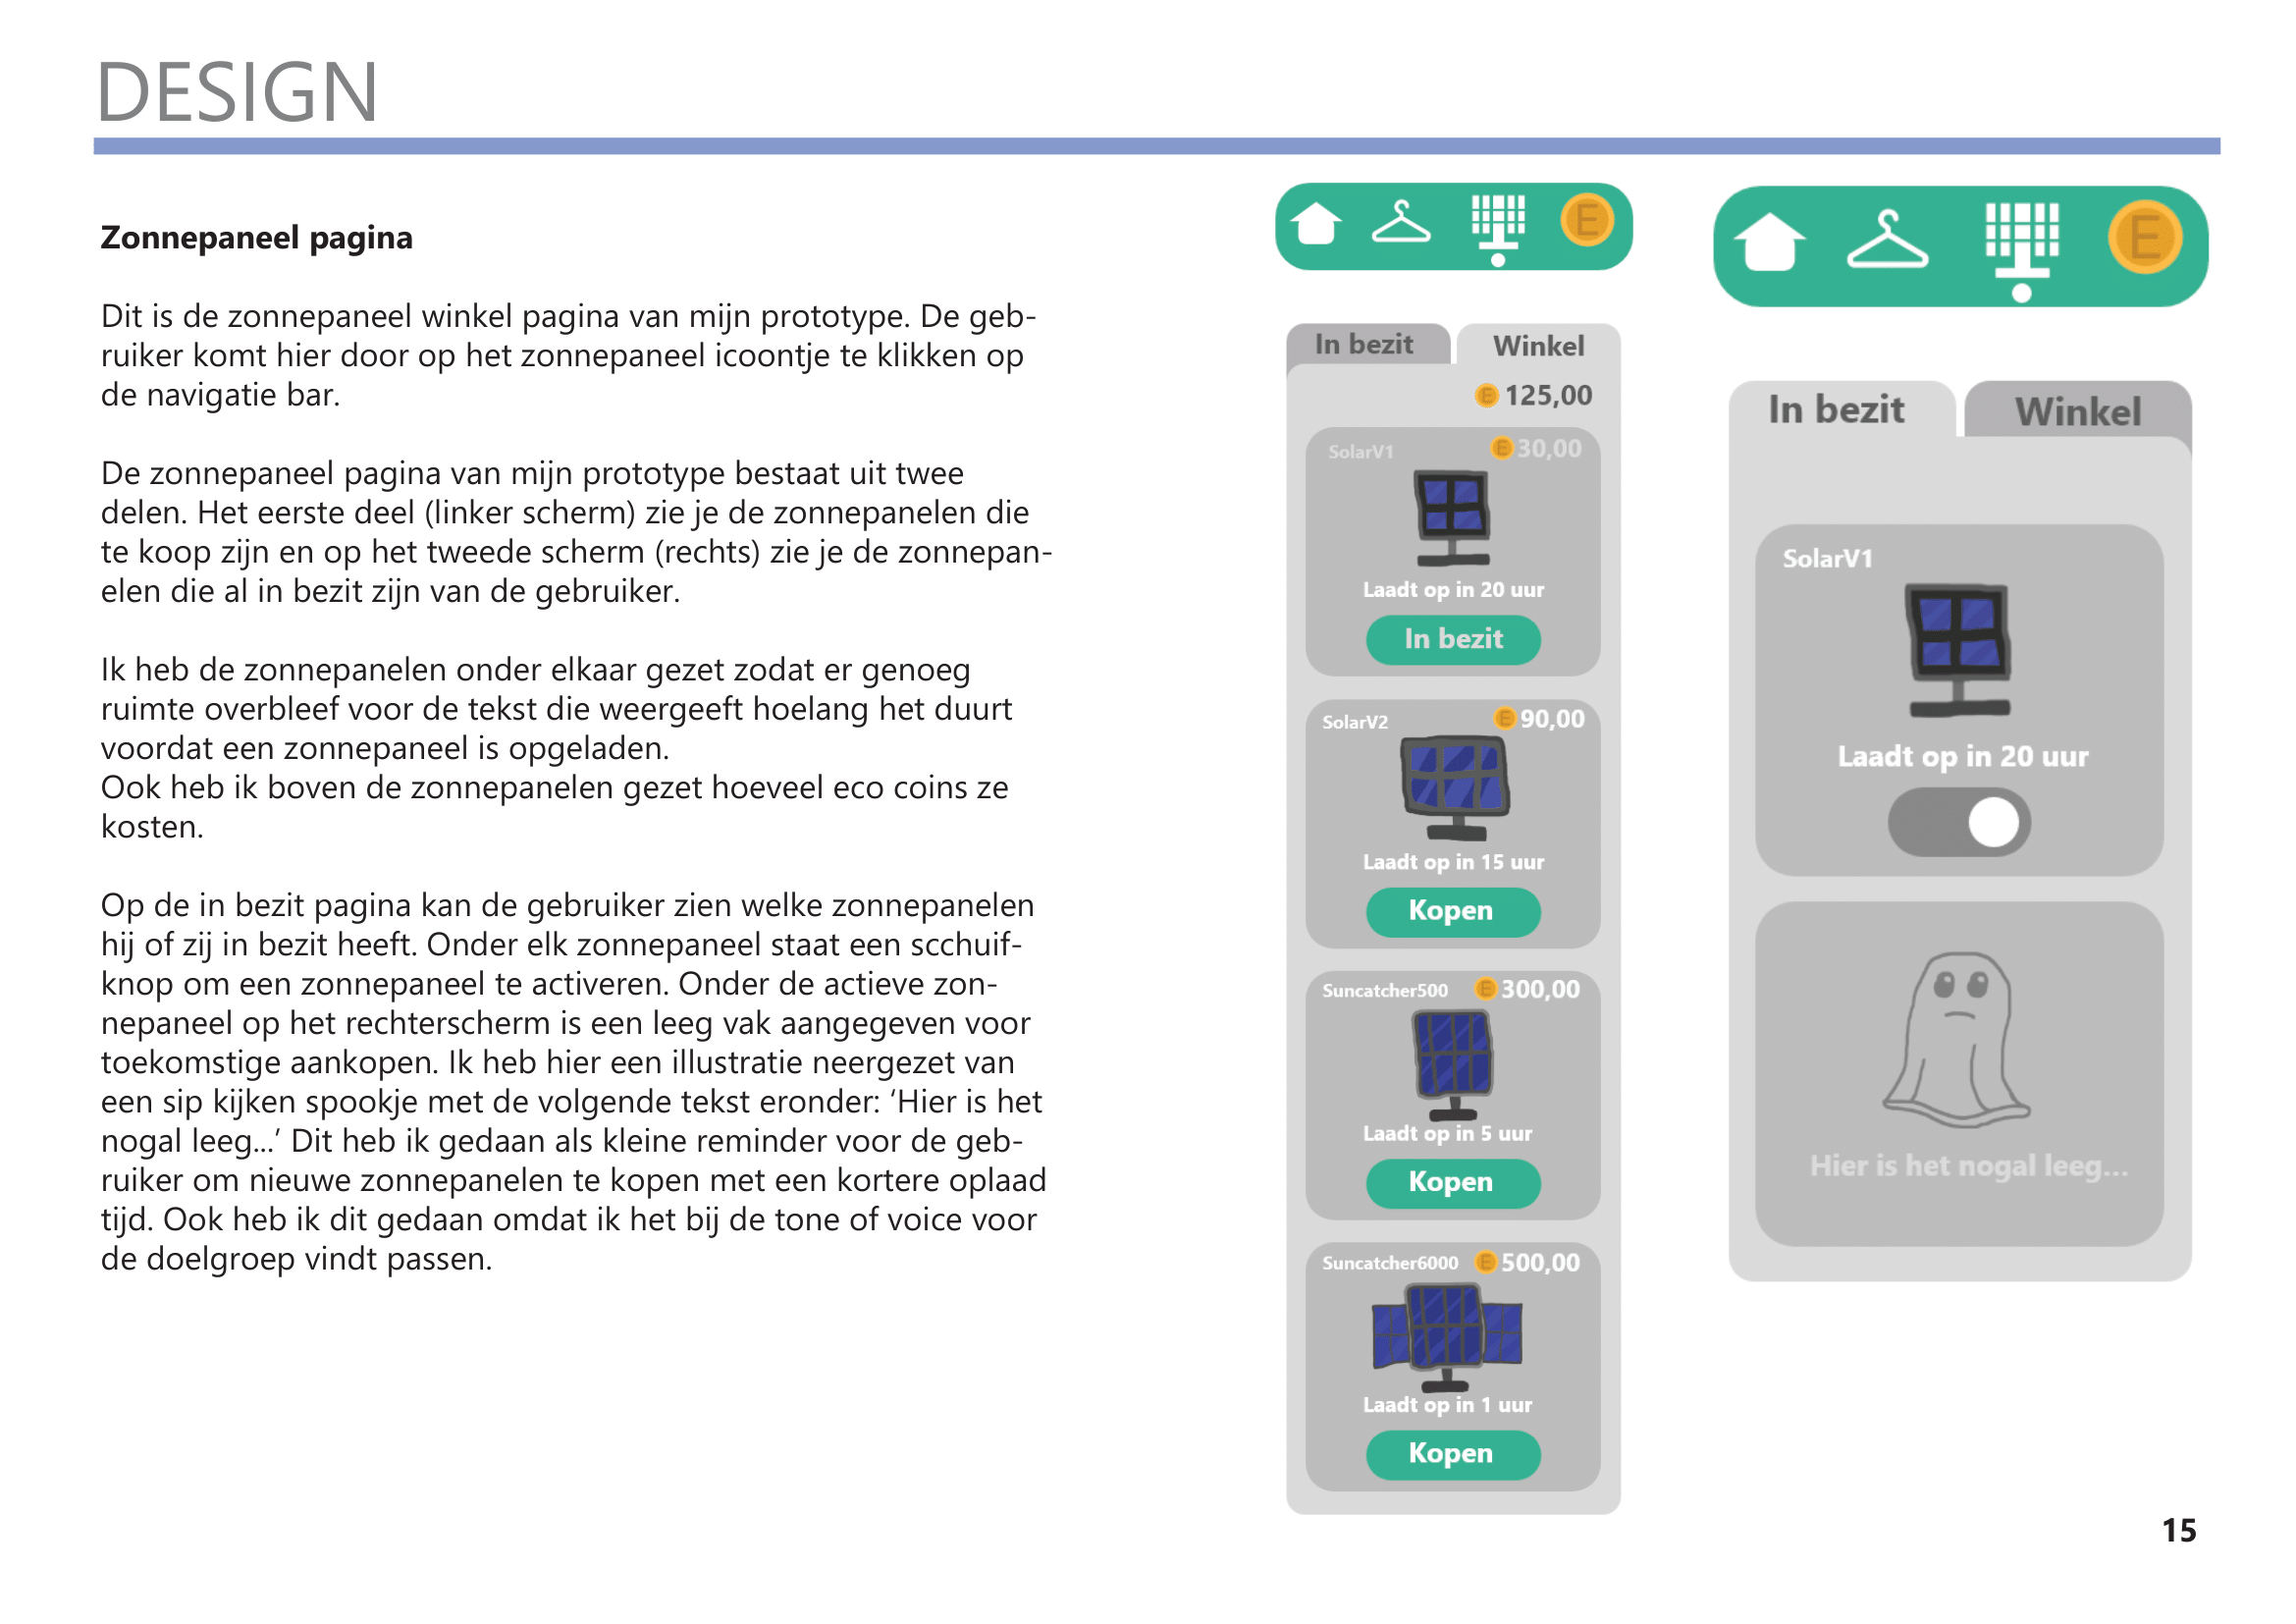 DESIGN
Zonnepaneel pagina
Dit is de zonnepaneel winkel pagina van mijn prototype. De geb-
ruiker komt hier door op het zonnepaneel icoontje te klikken op
de navigatie bar.
De zonnepaneel pagina van mijn prototype bestaat uit twee
delen. Het eerste deel (linker scherm) zie je de zonnepanelen die
te koop zijn en op het tweede scherm (rechts) zie je de zonnepan-
elen die al in bezit zijn van de gebruiker.
Ik heb de zonnepanelen onder elkaar gezet zodat er genoeg
ruimte overbleef voor de tekst die weergeeft hoelang het duurt
voordat een zonnepaneel is opgeladen.
Ook heb ik boven de zonnepanelen gezet hoeveel eco coins ze
kosten.
Op de in bezit pagina kan de gebruiker zien welke zonnepanelen
hij of zij in bezit heeft. Onder elk zonnepaneel staat een scchuif-
knop om een zonnepaneel te activeren. Onder de actieve zon-
nepaneel op het rechterscherm is een leeg vak aangegeven voor
toekomstige aankopen. Ik heb hier een illustratie neergezet van
een sip kijken spookje met de volgende tekst eronder: ‘Hier is het
nogal leeg...’ Dit heb ik gedaan als kleine reminder voor de geb-
ruiker om nieuwe zonnepanelen te kopen met een kortere oplaad
tijd. Ook heb ik dit gedaan omdat ik het bij de tone of voice voor
de doelgroep vindt passen.
E
In bezit Winkel
E 125,00
SolarV1 E 30,00
Laadt op in 20 uur
In bezit
SolarV2 E 90,00
Laadt op in 15 uur
Kopen
Suncatcher500 E 300,00
Laadt op in 5 uur
Kopen
Suncatcher6000 E 500,00
Laadt op in 1 uur
Kopen
E
In bezit Winkel
SolarV1
Laadt op in 20 uur
Hier is het nogal leeg...
15